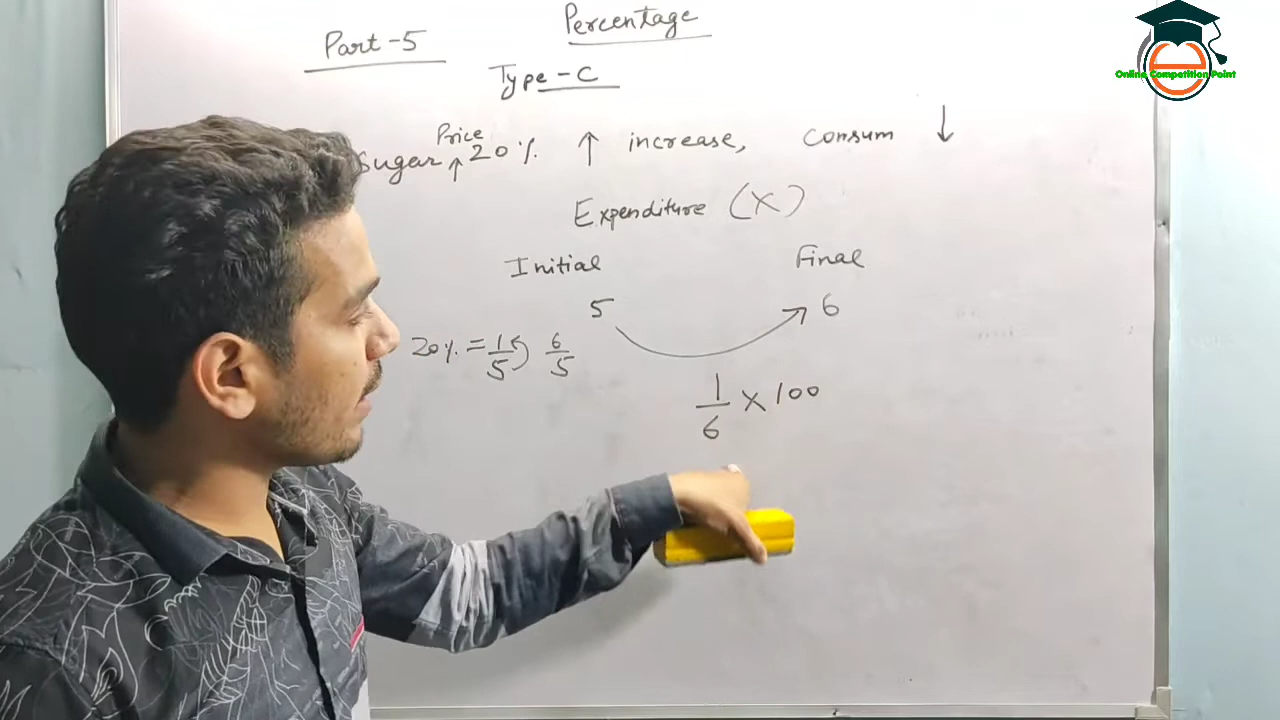 Percentage
Part-5
Type-C
Price
Sugar ↑ 20% ↑ increase, Consum ↓
Expenditure (X)
Initial Final
5 6
20% = 1/5 6/5
1/6 X 100
Online Competition Point